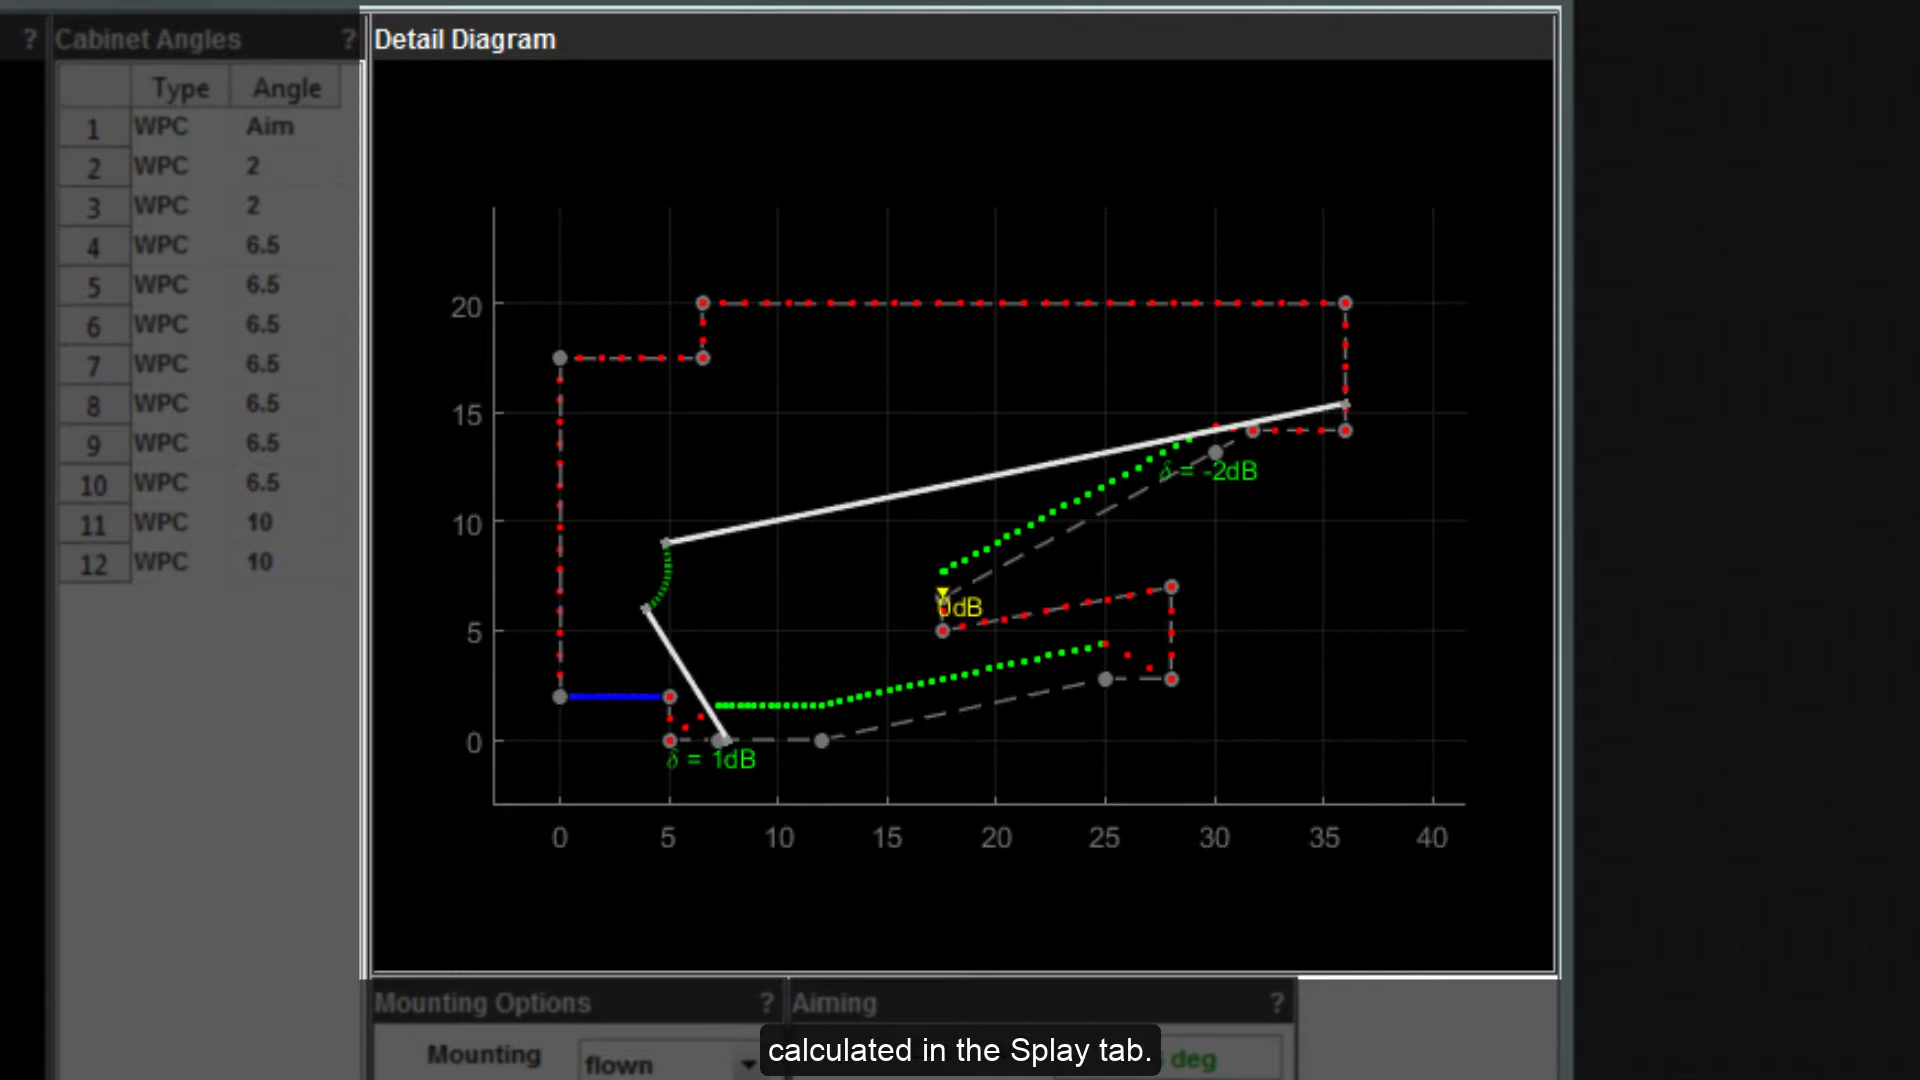 ? Cabinet Angles ? Detail Diagram
Type Angle
1 WPC Aim
2 WPC 2
3 WPC 2
4 WPC 6.5
5 WPC 6.5
6 WPC 6.5
7 WPC 6.5
8 WPC 6.5
9 WPC 6.5
10 WPC 6.5
11 WPC 10
12 WPC 10
20
15
10
5
0
δ = -2dB
0dB
δ = 1dB
0 5 10 15 20 25 30 35 40
Mounting Options ? Aiming ?
Mounting flown deg
calculated in the Splay tab.